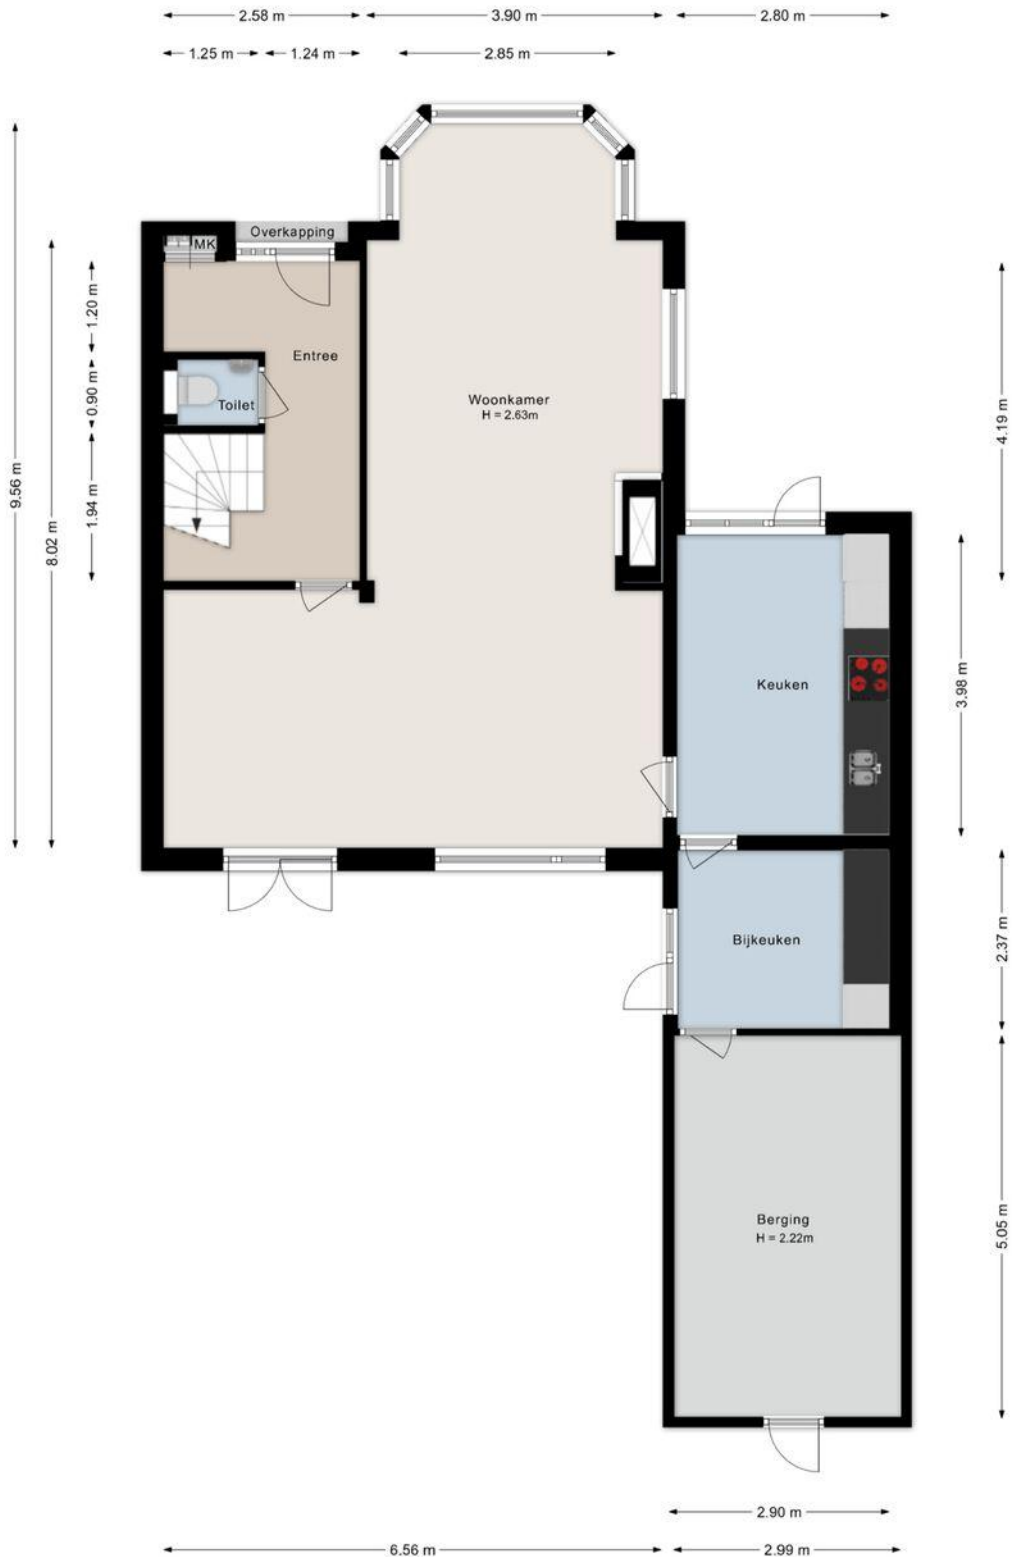 2.58 m
3.90 m
2.80 m
1.25 m
1.24 m
2.85 m
Overkapping
MK
Entree
Toilet
Woonkamer
H = 2.63m
Keuken
Bijkeuken
Berging
H = 2.22m
9.56 m
8.02 m
1.20 m
0.90 m
1.94 m
4.19 m
3.98 m
2.37 m
5.05 m
2.90 m
6.56 m
2.99 m